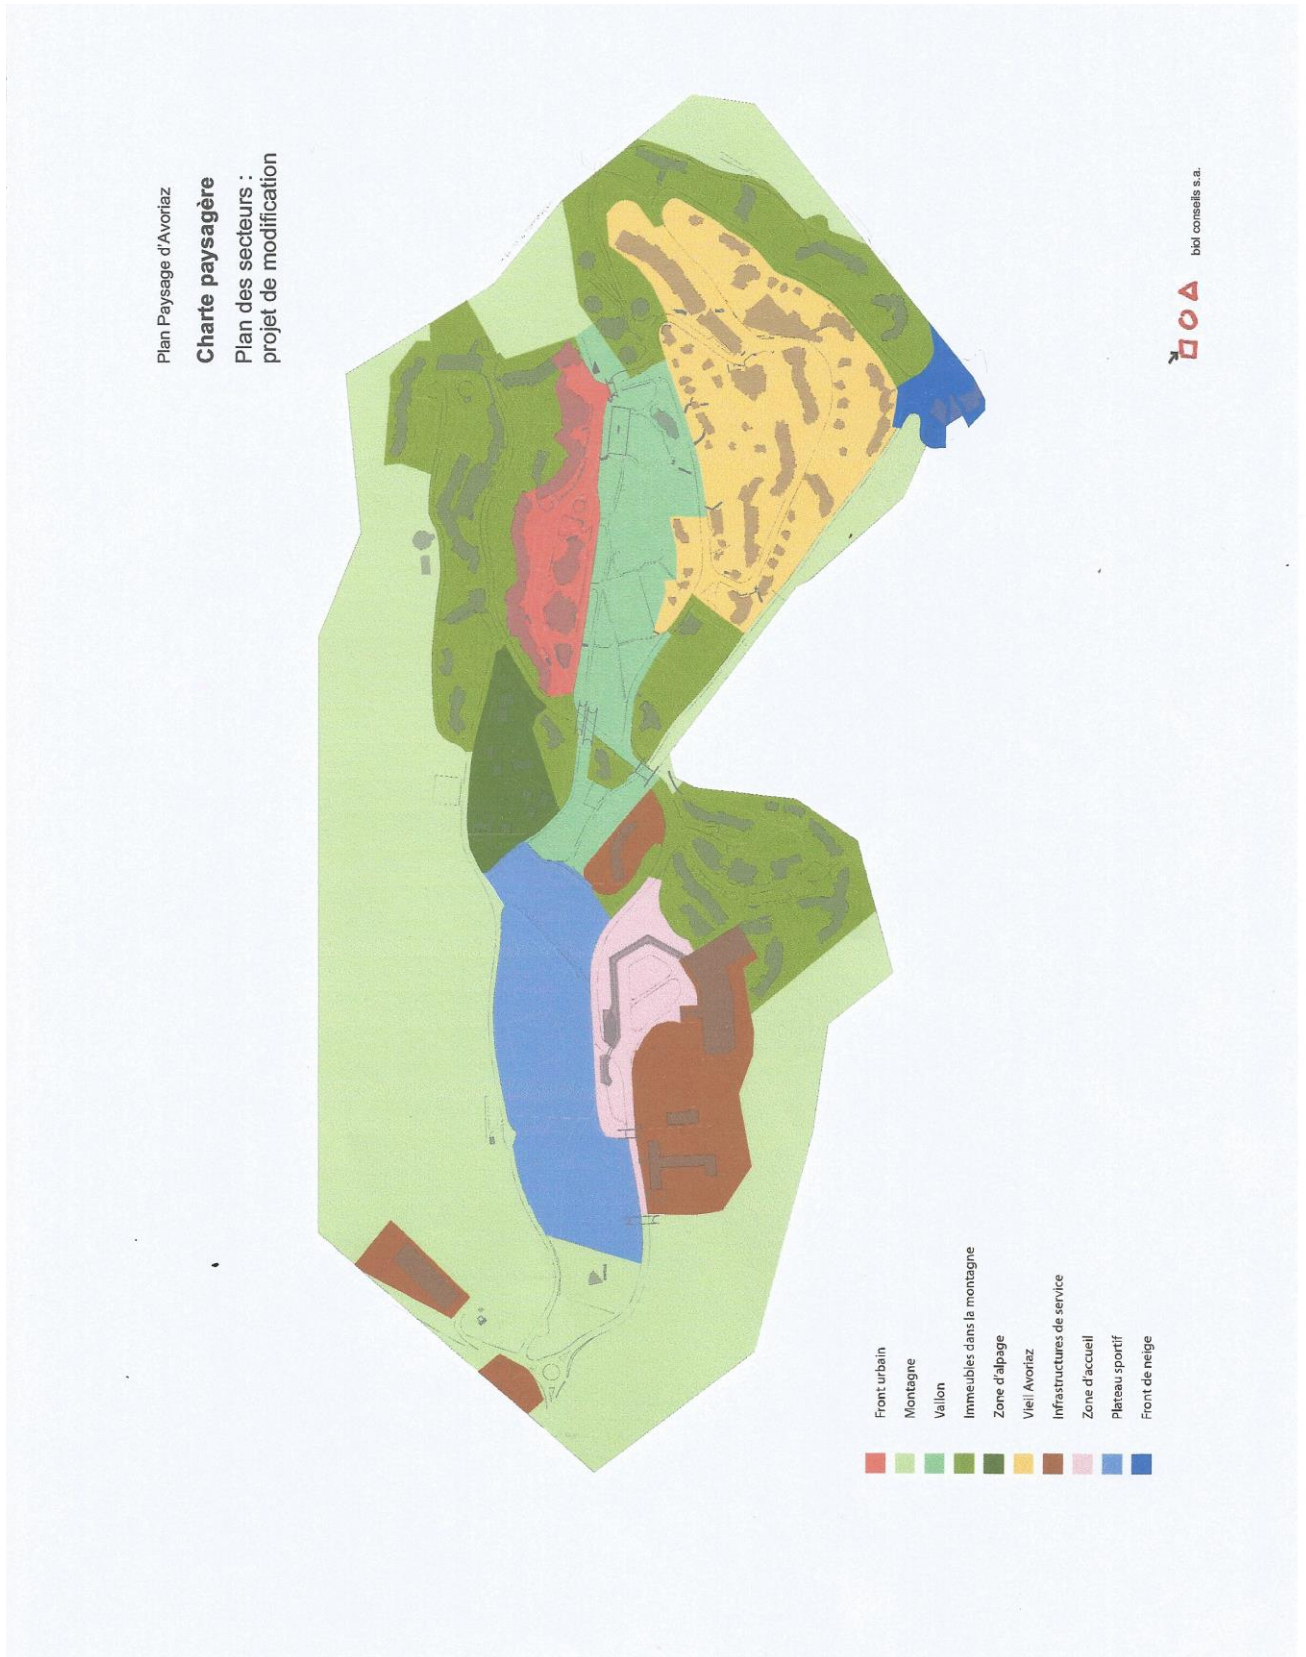 Plan Paysage d'Avoriaz
Charte paysagère
Plan des secteurs :
projet de modification
Front urbain
Montagne
Vallon
Immeubles dans la montagne
Zone d'alpage
Vieil Avoriaz
Infrastructures de service
Zone d'accueil
Plateau sportif
Front de neige
biol conseils s.a.